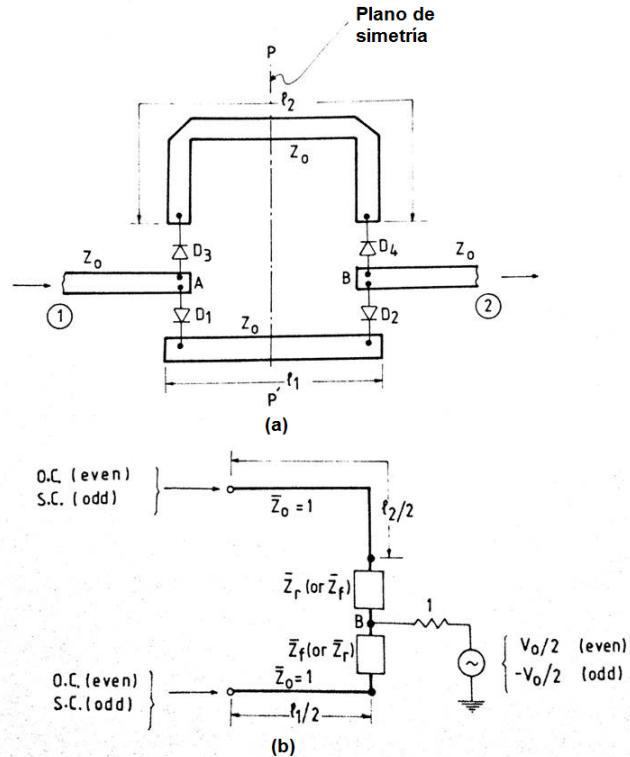 Plano de
simetría
P
ℓ2
Z0
D3
D4
Z0
Z0
A
B
1
D1
D2
2
Z0
ℓ1
P'
(a)
O.C. (even)
S.C. (odd)
Z̄0 = 1
ℓ2/2
Z̄r (or Z̄f)
1
B
Z̄f (or Z̄r)
V0/2 (even)
-V0/2 (odd)
O.C. (even)
S.C. (odd)
Z̄0 = 1
ℓ1/2
(b)